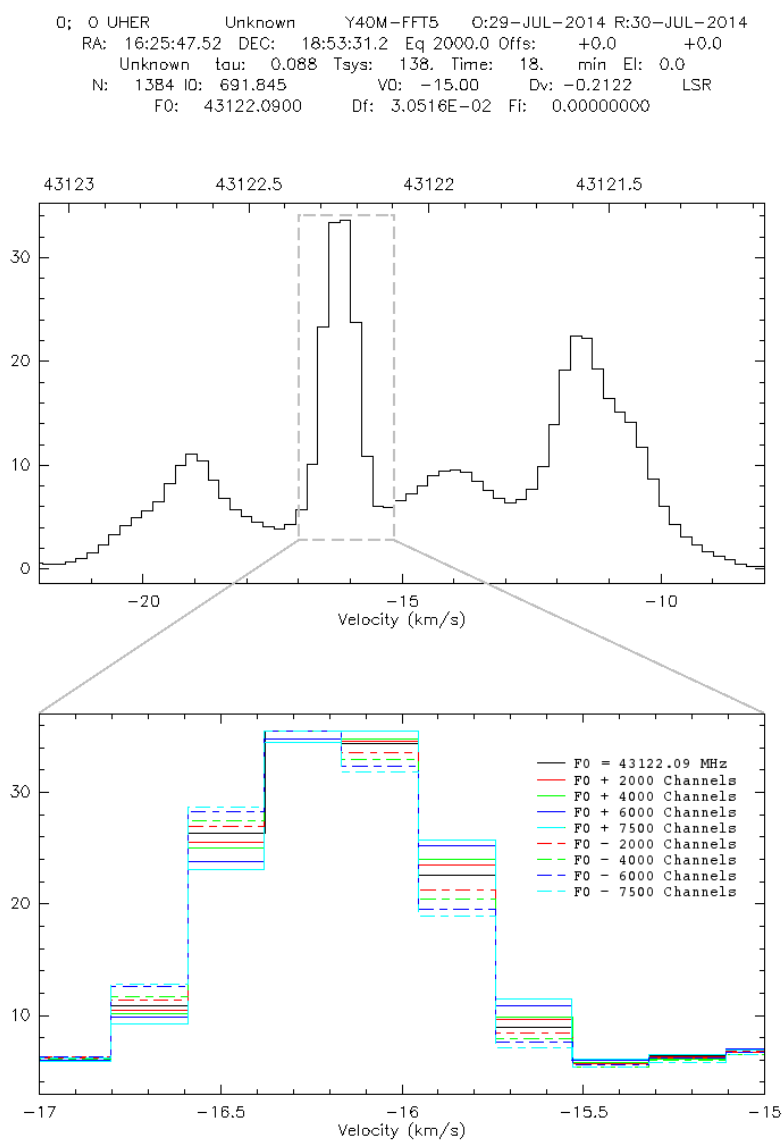 0; 0 UHER Unknown Y40M-FFT5 O:29-JUL-2014 R:30-JUL-2014
RA: 16:25:47.52 DEC: 18:53:31.2 Eq 2000.0 Offs: +0.0 +0.0
Unknown tau: 0.088 Tsys: 138. Time: 18. min El: 0.0
N: 1384 I0: 691.845 V0: -15.00 Dv: -0.2122 LSR
F0: 43122.0900 Df: 3.0516E-02 Fi: 0.00000000
43123 43122.5 43122 43121.5
30
20
10
0
-20 -15 -10
Velocity (km/s)
F0 = 43122.09 MHz
F0 + 2000 Channels
F0 + 4000 Channels
F0 + 6000 Channels
F0 + 7500 Channels
F0 - 2000 Channels
F0 - 4000 Channels
F0 - 6000 Channels
F0 - 7500 Channels
30
20
10
-17 -16.5 -16 -15.5 -15
Velocity (km/s)